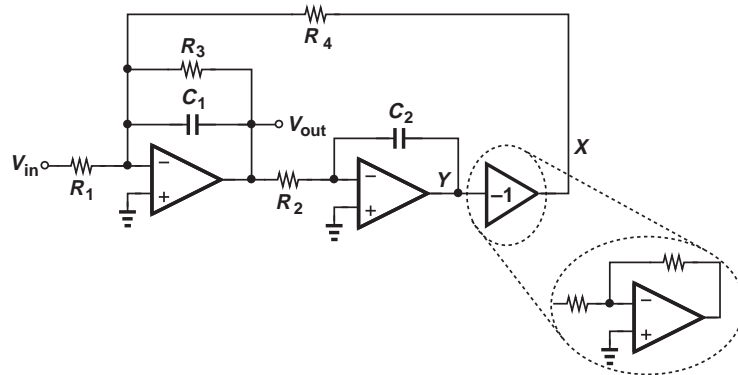 R4
R3
C1
Vout
C2
Vin
R1
−
+
R2
−
+
Y
−1
X
−
+